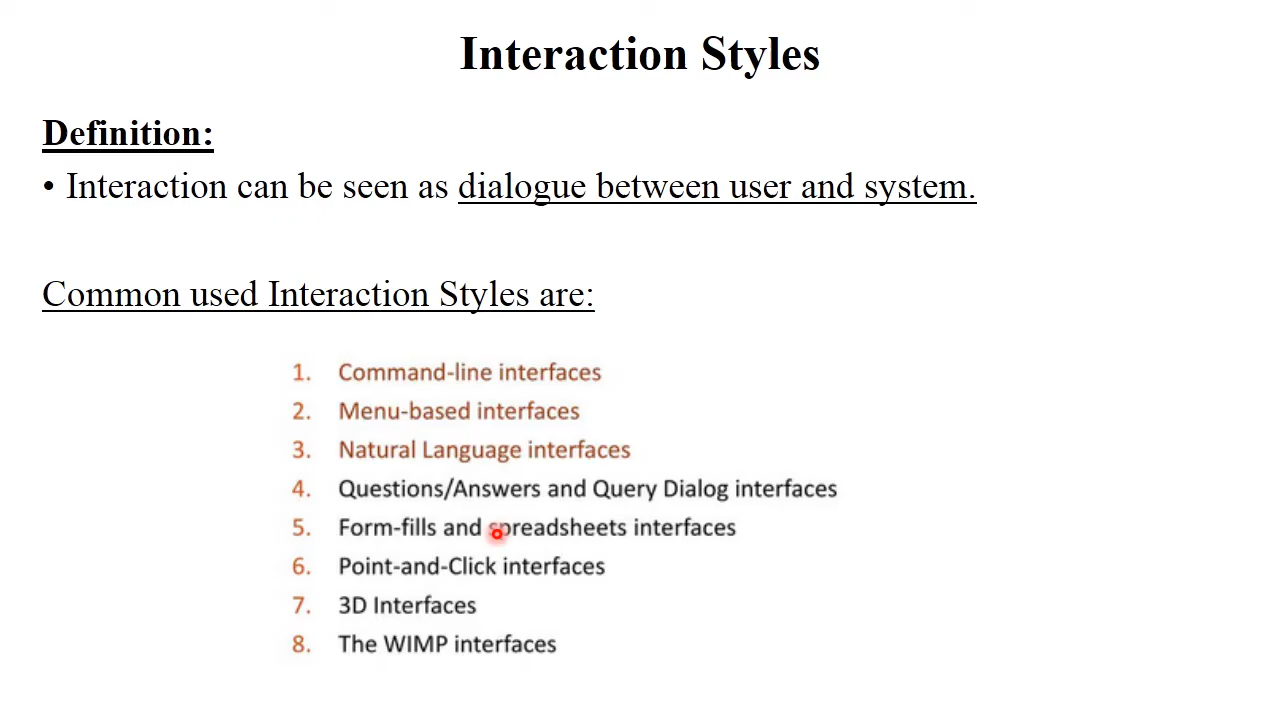 Interaction Styles
Definition:
• Interaction can be seen as dialogue between user and system.
Common used Interaction Styles are:
1. Command-line interfaces
2. Menu-based interfaces
3. Natural Language interfaces
4. Questions/Answers and Query Dialog interfaces
5. Form-fills and spreadsheets interfaces
6. Point-and-Click interfaces
7. 3D Interfaces
8. The WIMP interfaces